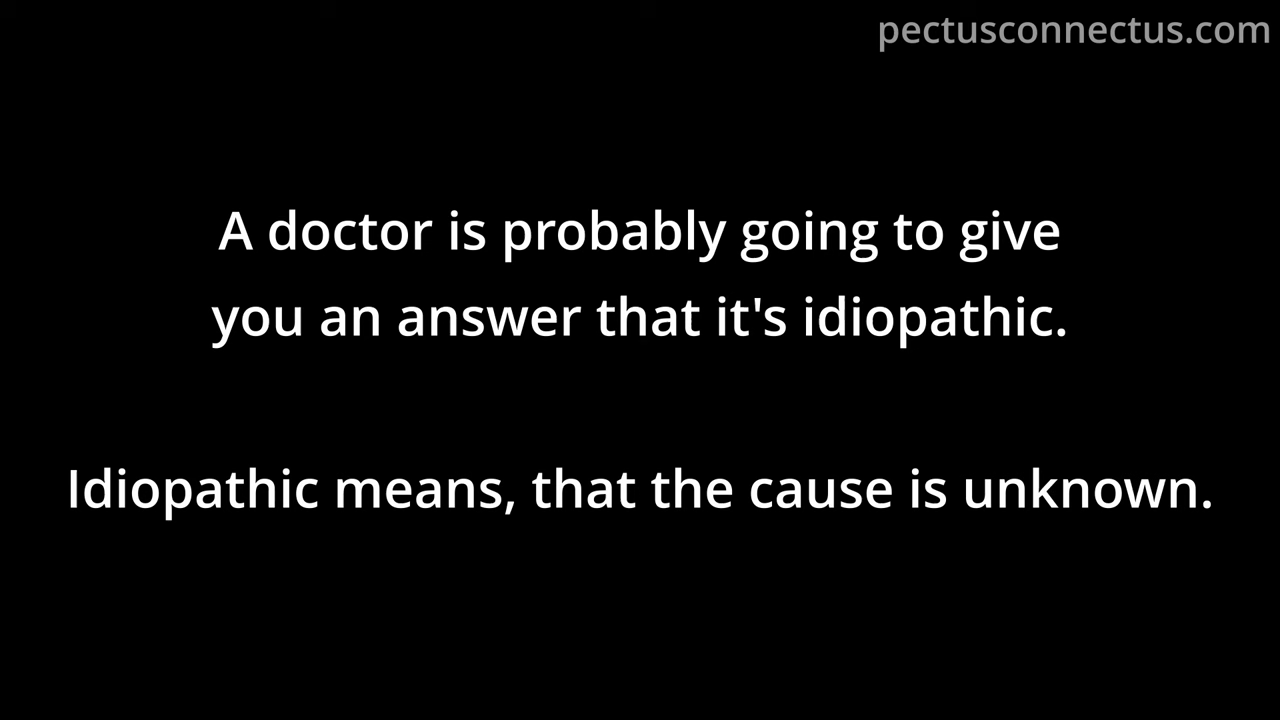 pectusconnectus.com
A doctor is probably going to give
you an answer that it's idiopathic.
Idiopathic means, that the cause is unknown.